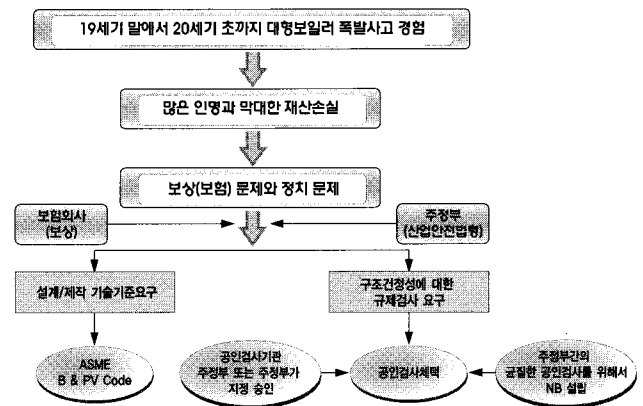 19세기 말에서 20세기 초까지 대형보일러 폭발사고 경험
많은 인명과 막대한 재산손실
보상(보험) 문제와 정치 문제
보험회사
(보상)
주정부
(산업안전법령)
설계/제작 기술기준요구
구조건정성에 대한
규제검사 요구
ASME
B & PV Code
공인검사기관
주정부 또는 주정부가
지정 승인
공인검사체택
주정부간의
균질한 공인검사를 위해서
NB 설립